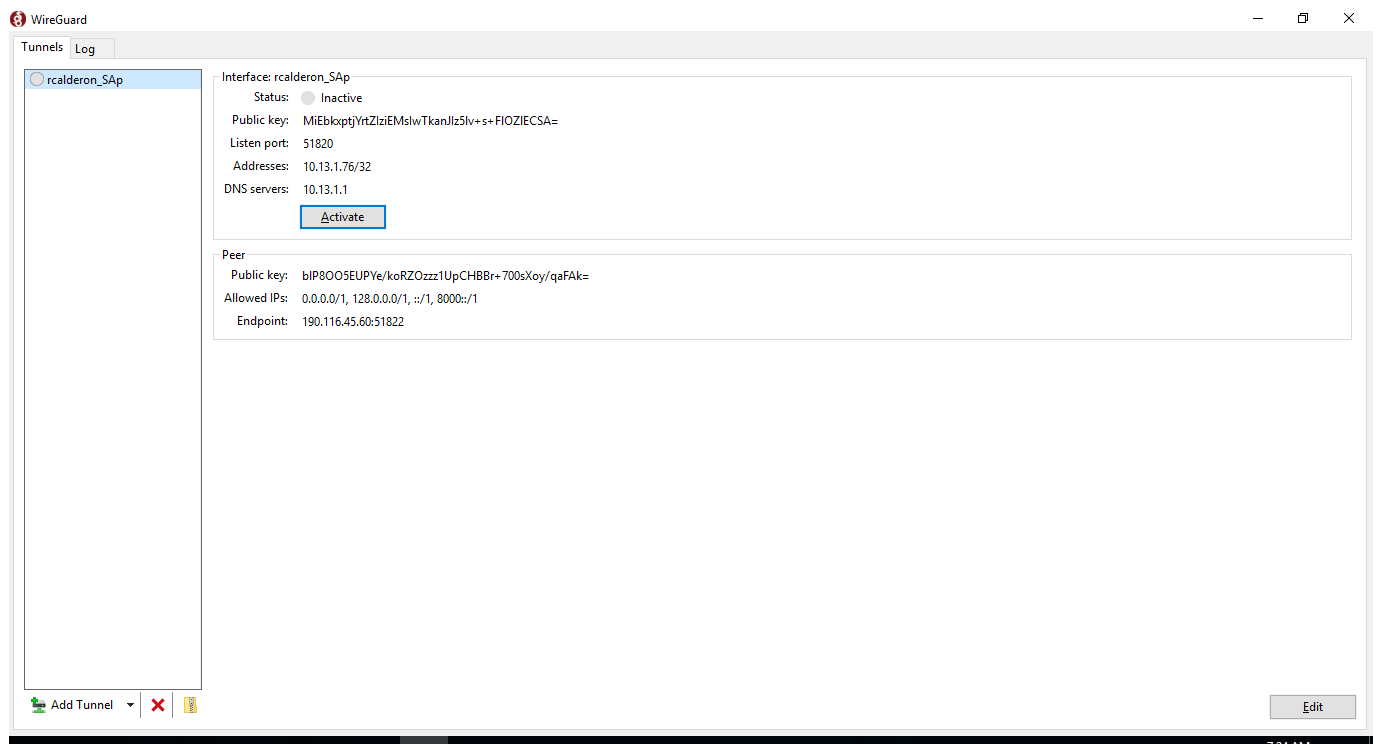 WireGuard
Tunnels Log
rcalderon_SAp
Interface: rcalderon_SAp
Status: Inactive
Public key: MiEbkxptjYrtZlziEMslwTkanJlz5lv+s+FIOZIECSA=
Listen port: 51820
Addresses: 10.13.1.76/32
DNS servers: 10.13.1.1
Activate
Peer
Public key: bIP8OO5EUPYe/koRZOzzz1UpCHBBr+700sXoy/qaFAk=
Allowed IPs: 0.0.0.0/1, 128.0.0.0/1, ::/1, 8000::/1
Endpoint: 190.116.45.60:51822
Add Tunnel
Edit